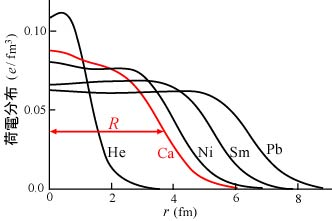 荷電分布 (e/fm³)
0.10
0.05
0.0
R
He
Ca
Ni
Sm
Pb
0
2
4
6
8
r (fm)